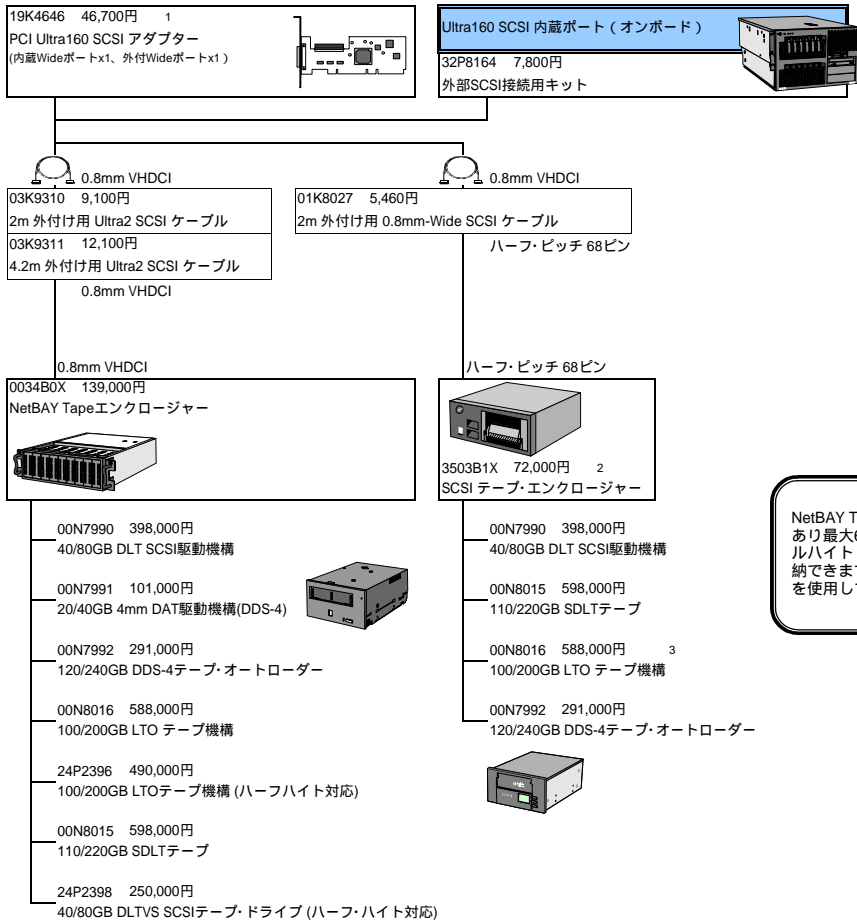 19K4646 46,700円 1
PCI Ultra160 SCSI アダプター
(内蔵Wideポートx1、外付Wideポートx1)
Ultra160 SCSI 内蔵ポート(オンボード)
32P8164 7,800円
外部SCSI接続用キット
0.8mm VHDCI
03K9310 9,100円
2m 外付け用 Ultra2 SCSI ケーブル
03K9311 12,100円
4.2m 外付け用 Ultra2 SCSI ケーブル
0.8mm VHDCI
0.8mm VHDCI
01K8027 5,460円
2m 外付け用 0.8mm-Wide SCSI ケーブル
ハーフ・ピッチ 68ピン
0.8mm VHDCI
0034B0X 139,000円
NetBAY Tapeエンクロージャー
ハーフ・ピッチ 68ピン
3503B1X 72,000円 2
SCSI テープ・エンクロージャー
00N7990 398,000円
40/80GB DLT SCSI駆動機構
00N7991 101,000円
20/40GB 4mm DAT駆動機構(DDS-4)
00N7992 291,000円
120/240GB DDS-4テープ・オートローダー
00N8016 588,000円
100/200GB LTO テープ機構
24P2396 490,000円
100/200GB LTOテープ機構 (ハーフハイト対応)
00N8015 598,000円
110/220GB SDLTテープ
24P2398 250,000円
40/80GB DLTVS SCSIテープ・ドライブ (ハーフ・ハイト対応)
00N7990 398,000円
40/80GB DLT SCSI駆動機構
00N8015 598,000円
110/220GB SDLTテープ
00N8016 588,000円 3
100/200GB LTO テープ機構
00N7992 291,000円
120/240GB DDS-4テープ・オートローダー
NetBAY T
あり最大
ルハイト
納できます
を使用して